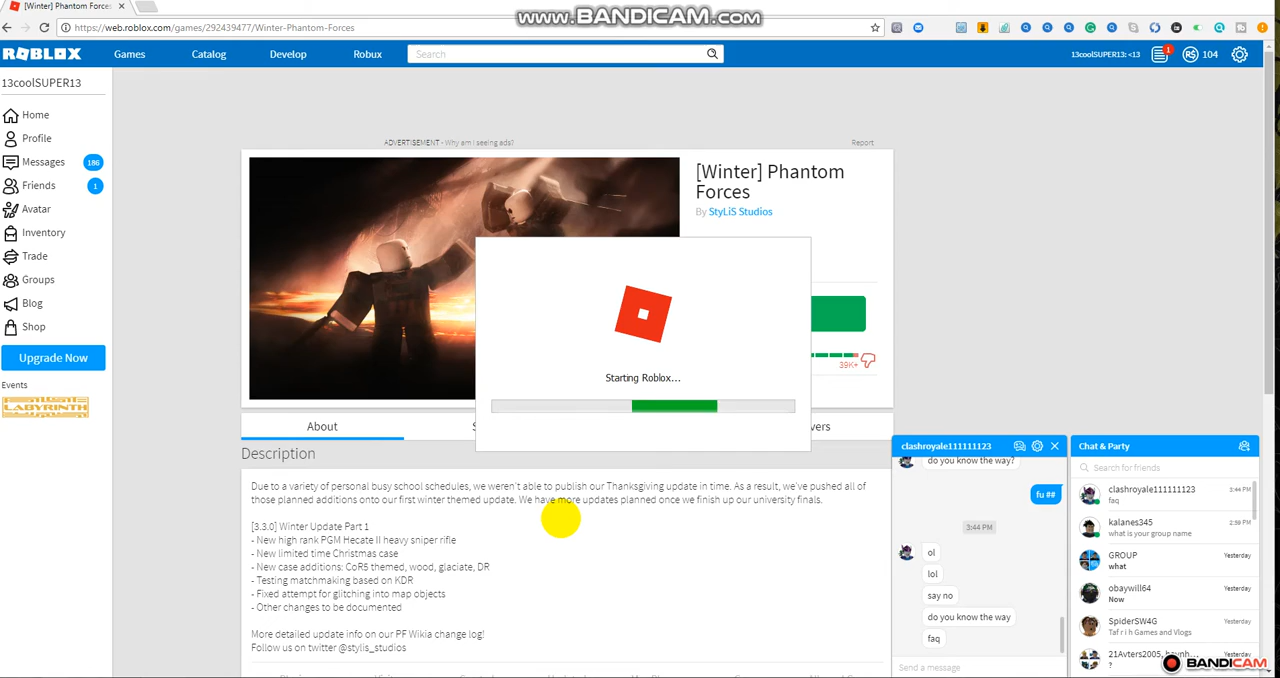 [Winter] Phantom Forces
www.BANDICAM.com
https://web.roblox.com/games/292439477/Winter-Phantom-Forces
ROBLOX
Games
Catalog
Develop
Robux
Search
13coolSUPER13: <13
1
R$ 104
13coolSUPER13
Home
Profile
Messages 186
Friends 1
Avatar
Inventory
Trade
Groups
Blog
Shop
Upgrade Now
Events
LABYRINTH
ADVERTISEMENT - Why am I seeing ads?
Report
[Winter] Phantom
Forces
By StyLiS Studios
39K+
Starting Roblox...
About
S
vers
Description
Due to a variety of personal busy school schedules, we weren't able to publish our Thanksgiving update in time. As a result, we've pushed all of
those planned additions onto our first winter themed update. We have more updates planned once we finish up our university finals.
[3.3.0] Winter Update Part 1
- New high rank PGM Hecate II heavy sniper rifle
- New limited time Christmas case
- New case additions: CoR5 themed, wood, glaciate, DR
- Testing matchmaking based on KDR
- Fixed attempt for glitching into map objects
- Other changes to be documented
More detailed update info on our PF Wikia change log!
Follow us on twitter @stylis_studios
clashroyale111111123
do you know the way?
fu ##
3:44 PM
ol
lol
say no
do you know the way
faq
Send a message
Chat & Party
Search for friends
clashroyale111111123 3:44 PM
faq
kalanes345 2:59 PM
what is your group name
GROUP Yesterday
what
obaywill64 Yesterday
Now
SpiderSW4G Yesterday
Taf r i h Games and Vlogs
Yesterday
?
BANDICAM